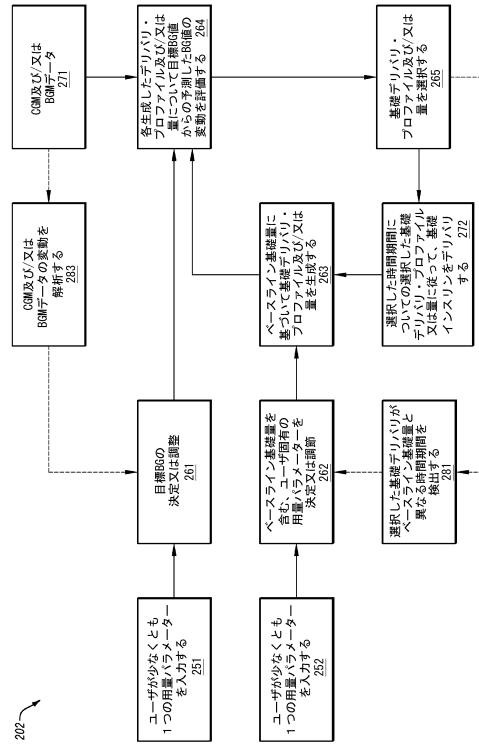 202
ユーザが少なくとも
1つの用量パラメーター
を入力する
251
ユーザが少なくとも
1つの用量パラメーター
を入力する
252
目標BGの
決定又は調整
261
ベースライン基礎量を
含む、ユーザ固有の
用量パラメーターを
決定又は調節
262
選択した基礎デリバリが
ベースライン基礎量と
異なる時間期間を
検出する
281
CGM及び/又は
BGMデータの変動を
解析する
283
ベースライン基礎量に
基づいて基礎デリバリ・
プロファイル及び/又は
量を生成する
263
選択した時間期間に
ついての選択した基礎
デリバリ・プロファイル
又は量に従って、基礎
インスリンをデリバリ
する
272
CGM及び/又は
BGMデータ
271
各生成したデリバリ・
プロファイル及び/又は
量について目標BG値
からの予測したBG値の
変動を評価する
264
基礎デリバリ・
プロファイル及び/又は
量を選択する
265